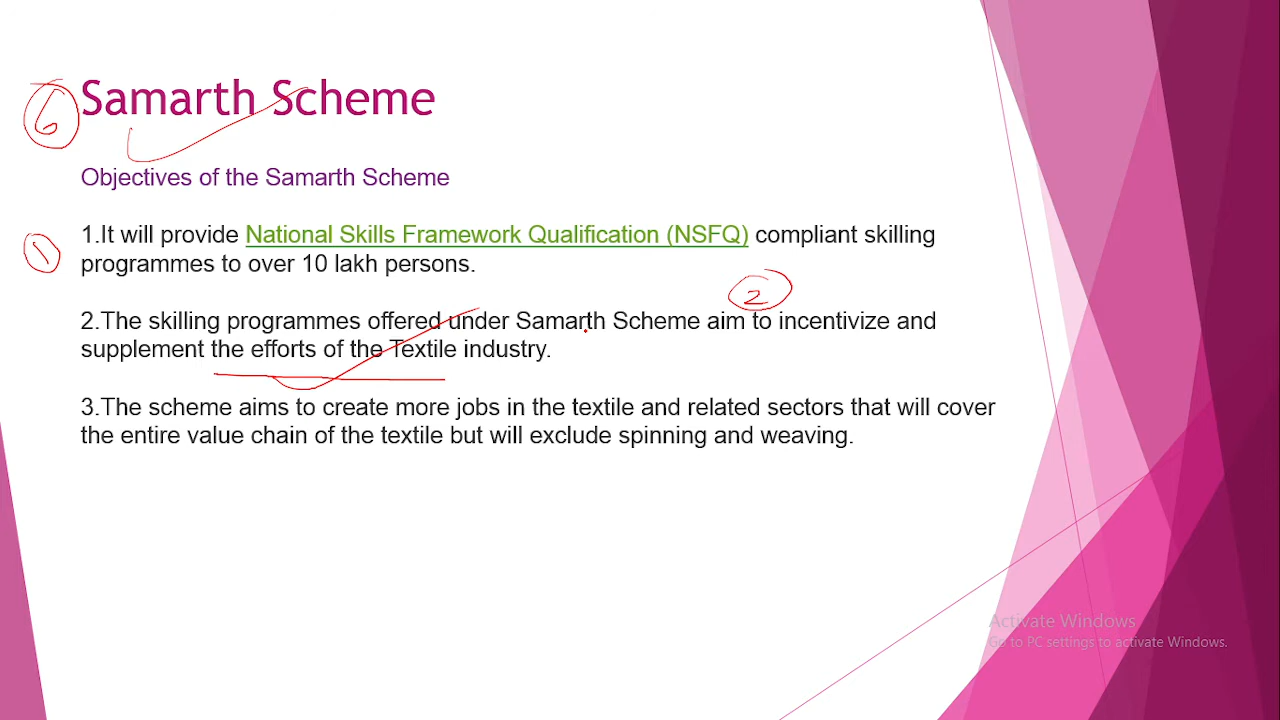 6 Samarth Scheme
Objectives of the Samarth Scheme
1 1.It will provide National Skills Framework Qualification (NSFQ) compliant skilling
programmes to over 10 lakh persons.
2
2.The skilling programmes offered under Samarth Scheme aim to incentivize and
supplement the efforts of the Textile industry.
3.The scheme aims to create more jobs in the textile and related sectors that will cover
the entire value chain of the textile but will exclude spinning and weaving.
Activate Windows
Go to PC settings to activate Windows.